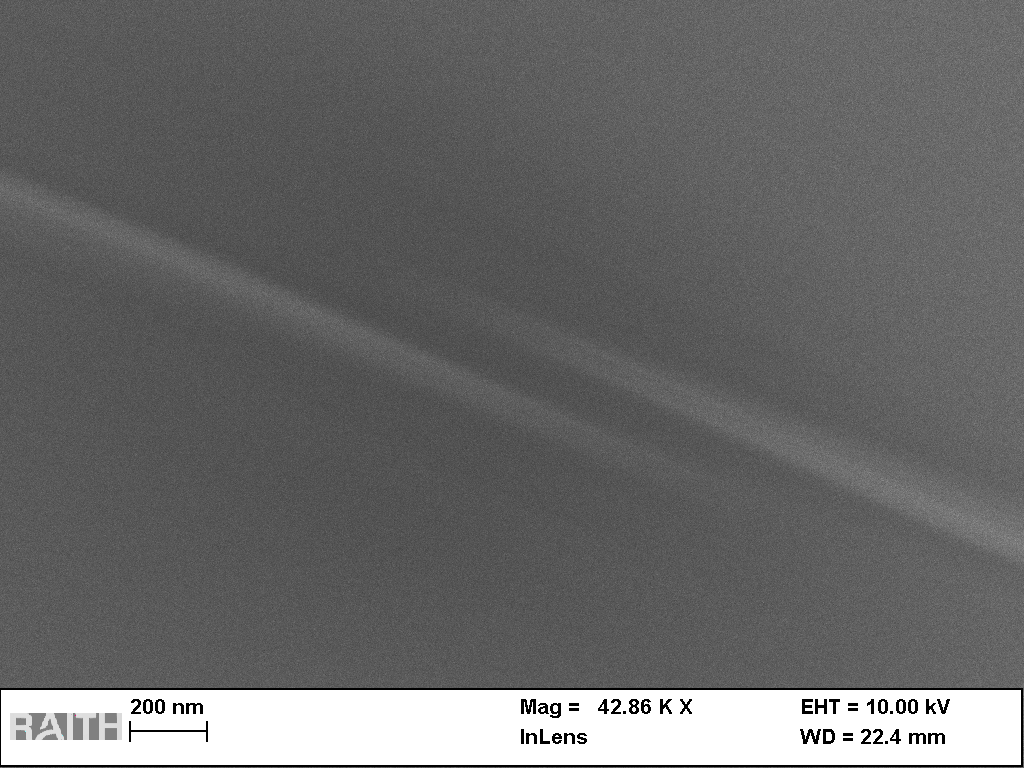 RAITH
200 nm
Mag = 42.86 K X
EHT = 10.00 kV
InLens
WD = 22.4 mm